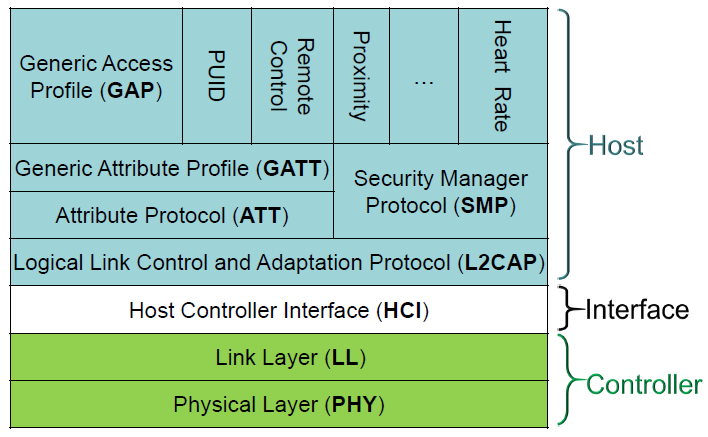 Generic Access
Profile (GAP)
PUID
Remote
Control
Proximity
...
Heart Rate
Host
Generic Attribute Profile (GATT)
Security Manager
Protocol (SMP)
Attribute Protocol (ATT)
Logical Link Control and Adaptation Protocol (L2CAP)
Host Controller Interface (HCI)
Interface
Link Layer (LL)
Controller
Physical Layer (PHY)